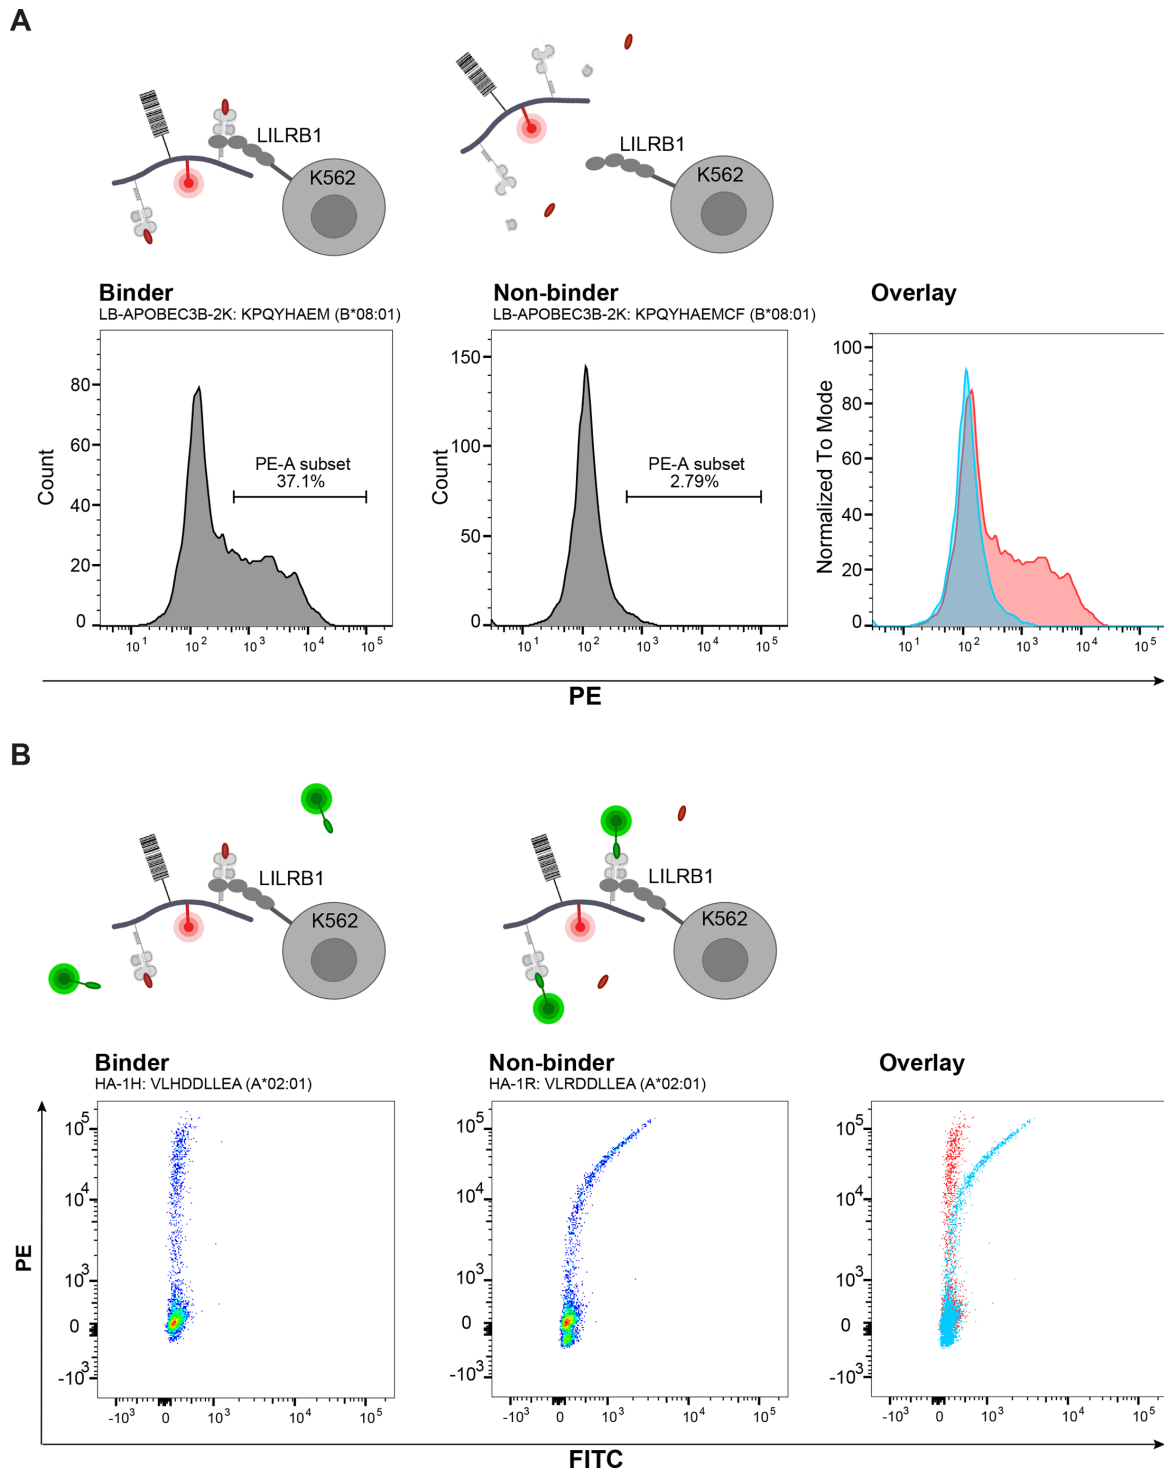 A
LILRB1
K562
LILRB1
K562
Binder
LB-APOBEC3B-2K: KPQYHAEM (B*08:01)
Non-binder
LB-APOBEC3B-2K: KPQYHAEMCF (B*08:01)
Overlay
Count
80
60
40
20
0
PE-A subset
37.1%
10^1
10^2
10^3
10^4
10^5
Count
150
100
50
0
PE-A subset
2.79%
10^1
10^2
10^3
10^4
10^5
Normalized To Mode
100
80
60
40
20
0
10^1
10^2
10^3
10^4
10^5
PE
B
LILRB1
K562
LILRB1
K562
Binder
HA-1H: VLHDDLLEA (A*02:01)
Non-binder
HA-1R: VLRDDLLEA (A*02:01)
Overlay
PE
10^5
10^4
10^3
0
-10^3
-10^3
0
10^3
10^4
10^5
10^5
10^4
10^3
0
-10^3
-10^3
0
10^3
10^4
10^5
10^5
10^4
10^3
0
-10^3
-10^3
0
10^3
10^4
10^5
FITC